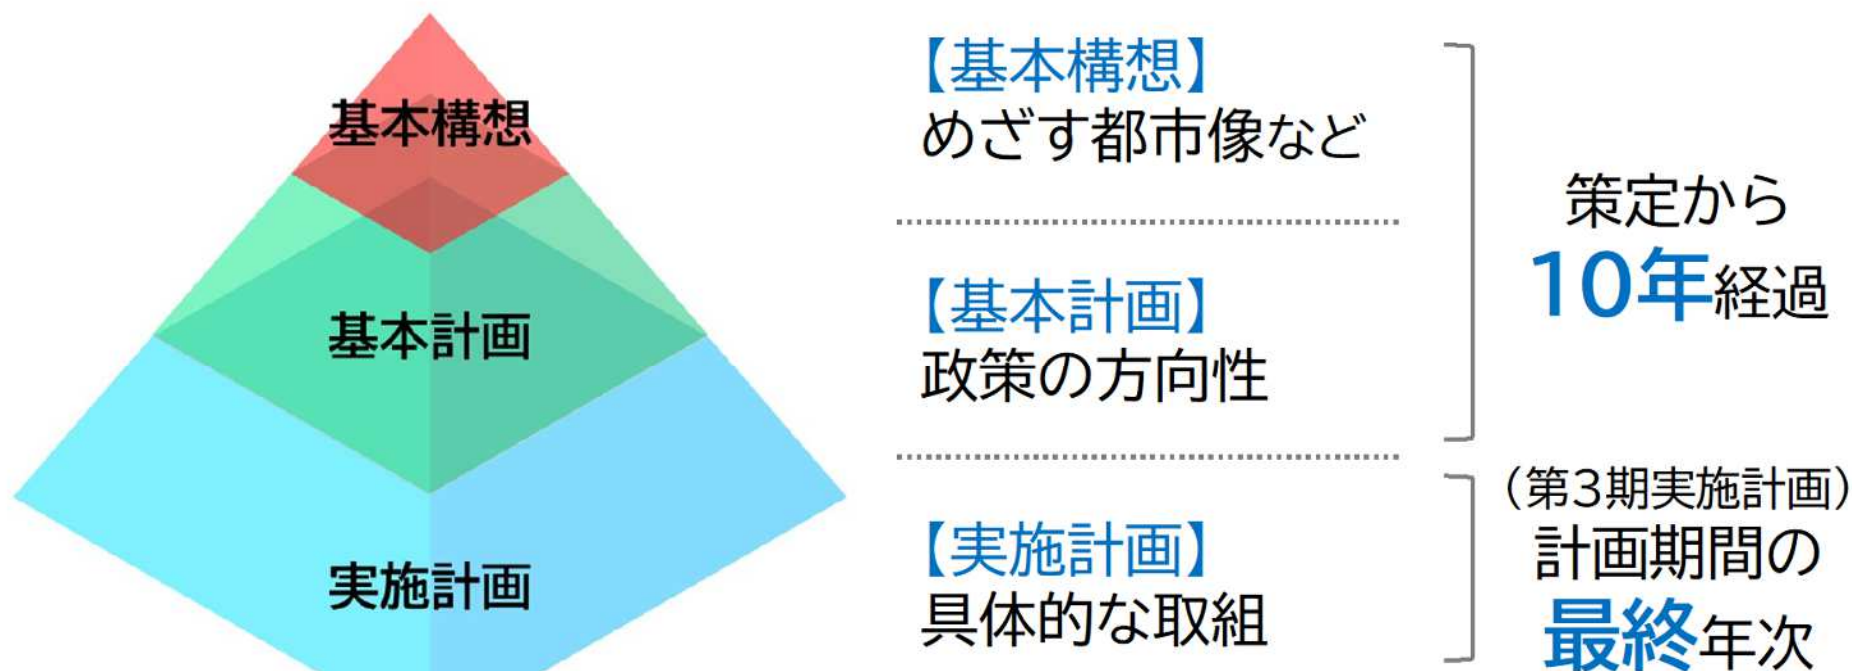 基本構想
基本計画
実施計画
【基本構想】
めざす都市像など
【基本計画】
政策の方向性
【実施計画】
具体的な取組
策定から
10年経過
（第3期実施計画）
計画期間の
最終年次